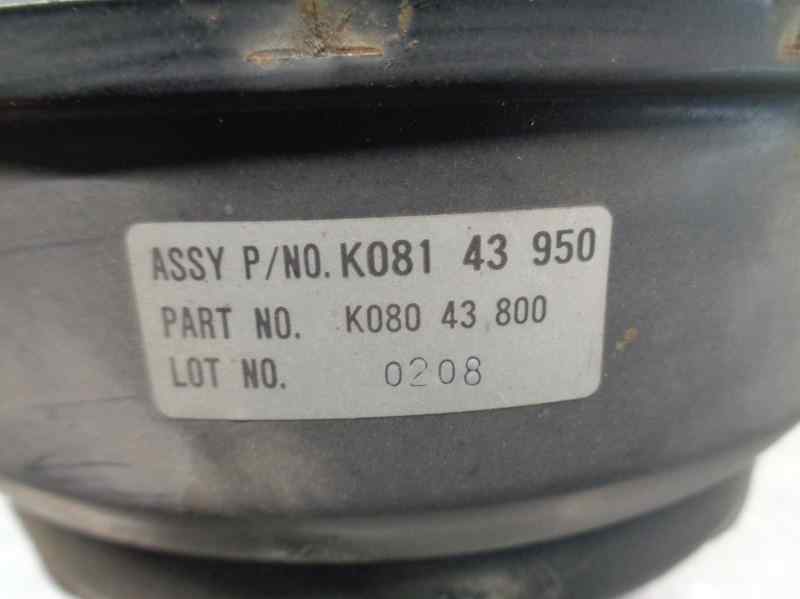 ASSY P/NO. K081 43 950
PART NO. K080 43 800
LOT NO. 0208